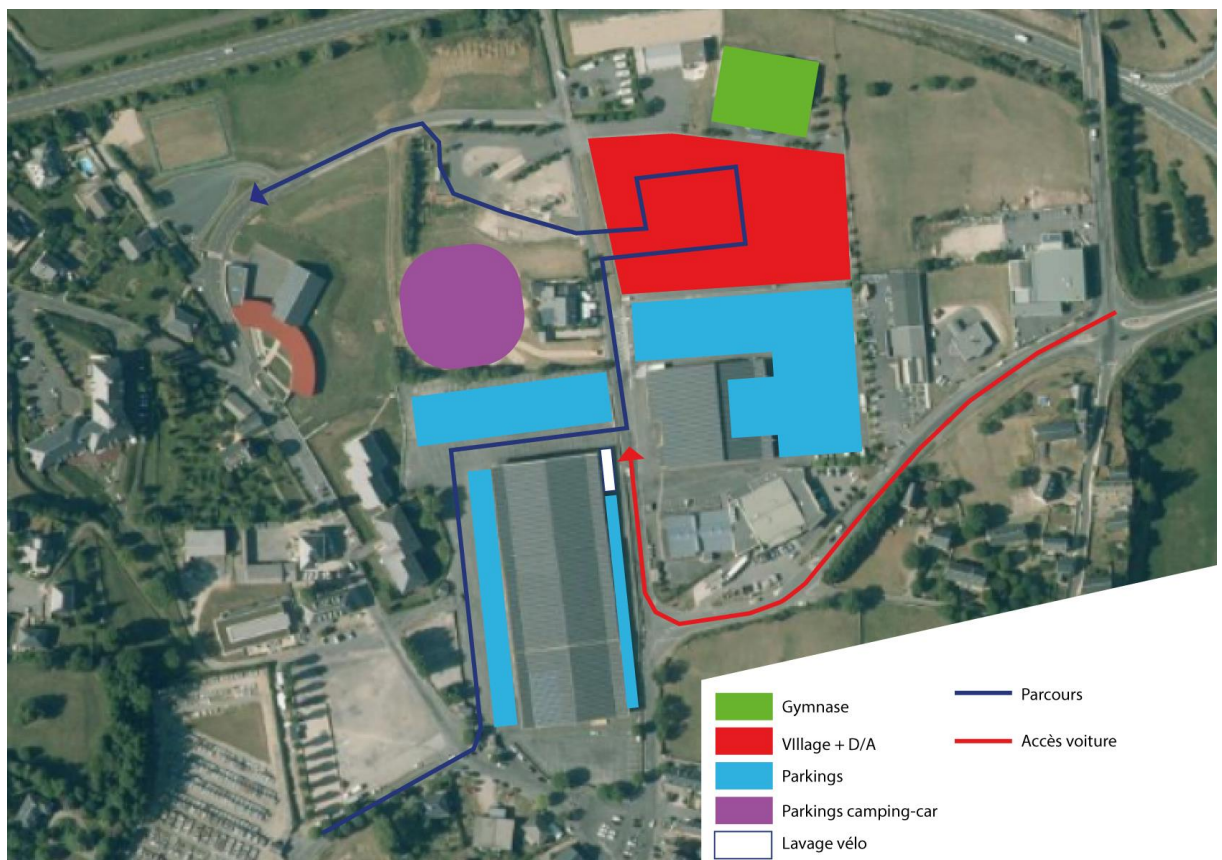 Gymnase
VIllage + D/A
Parkings
Parkings camping-car
Lavage vélo
Parcours
Accès voiture